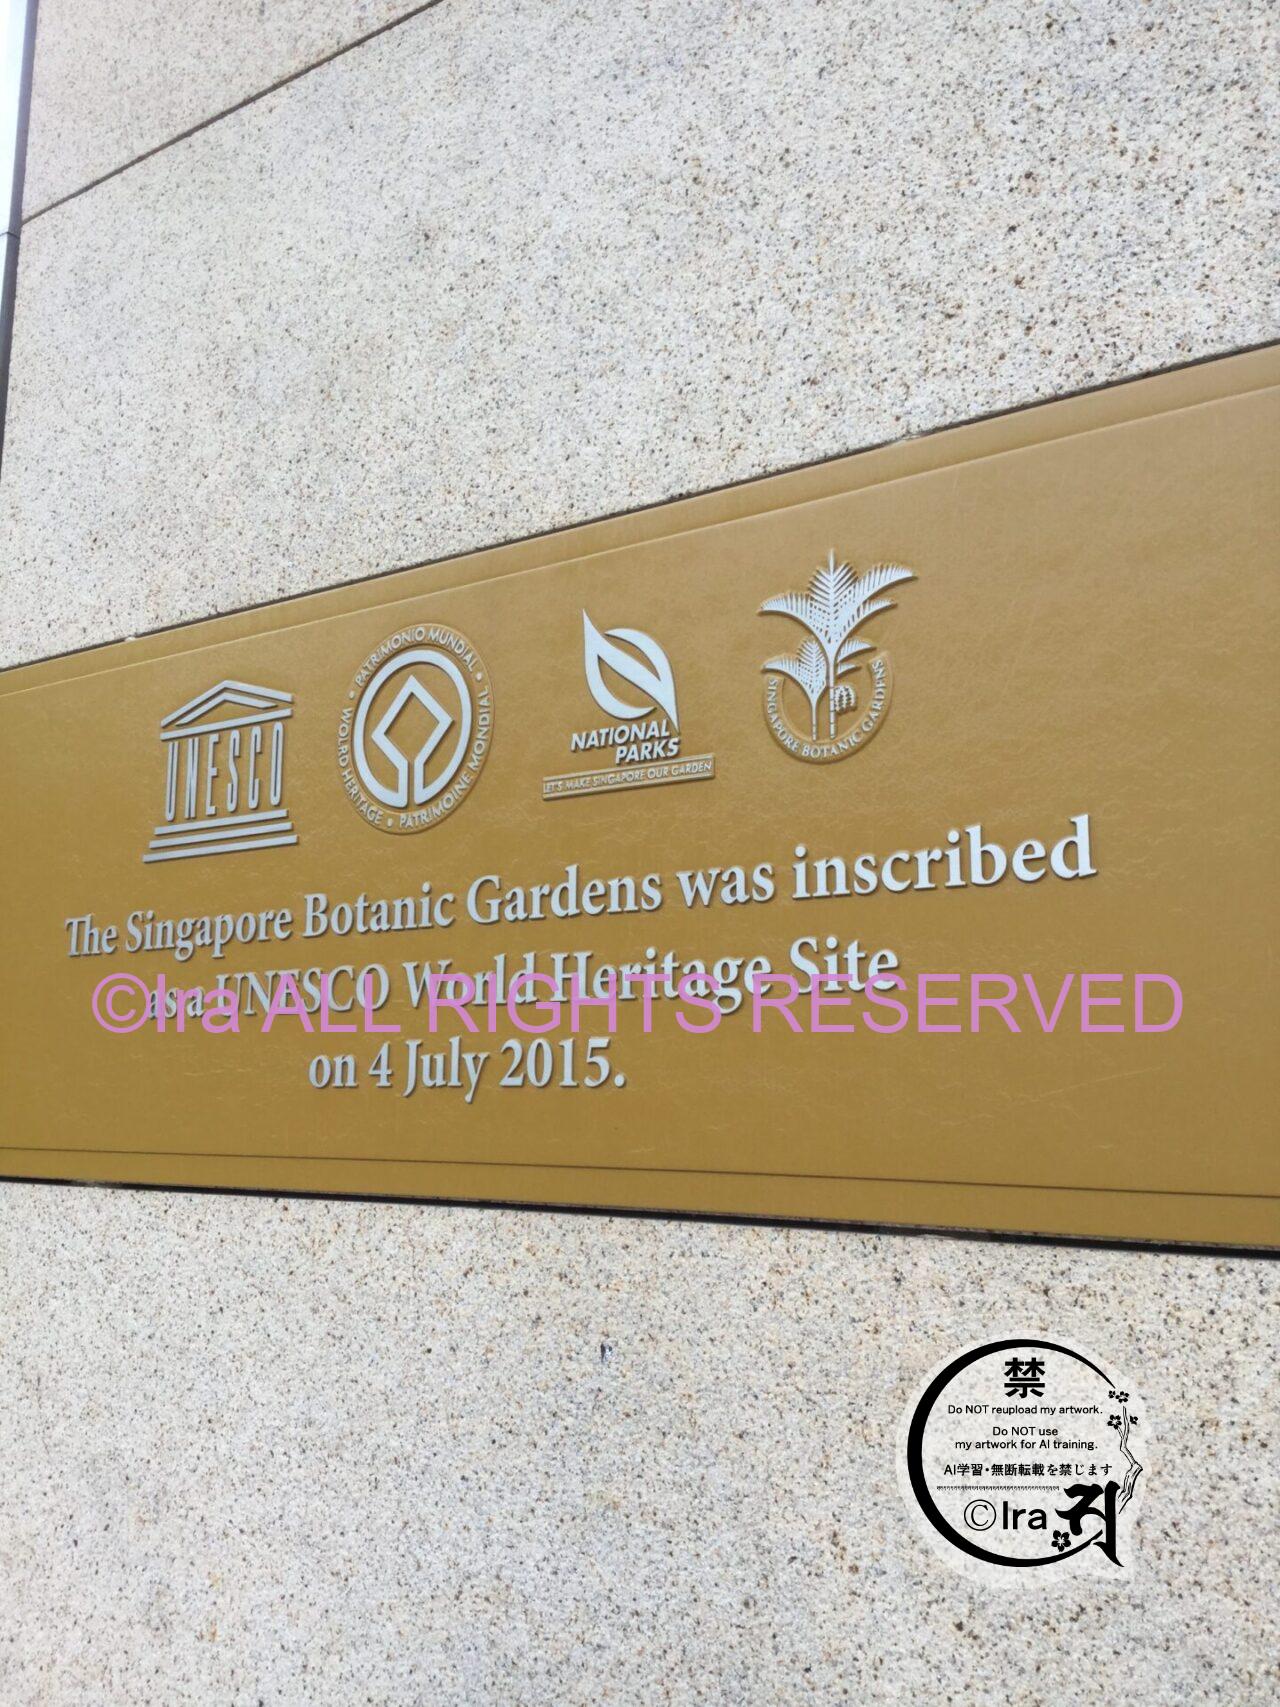 UNESCO
PATRIMONIO MUNDIAL • WOLRD HERITAGE • PATRIMOINE MONDIAL •
NATIONAL
PARKS
LET'S MAKE SINGAPORE OUR GARDEN
SINGAPORE BOTANIC GARDENS
The Singapore Botanic Gardens was inscribed
as a UNESCO World Heritage Site
on 4 July 2015.
©Ira ALL RIGHTS RESERVED
禁
Do NOT reupload my artwork.
Do NOT use
my artwork for AI training.
AI学習・無断転載を禁じます
©Ira